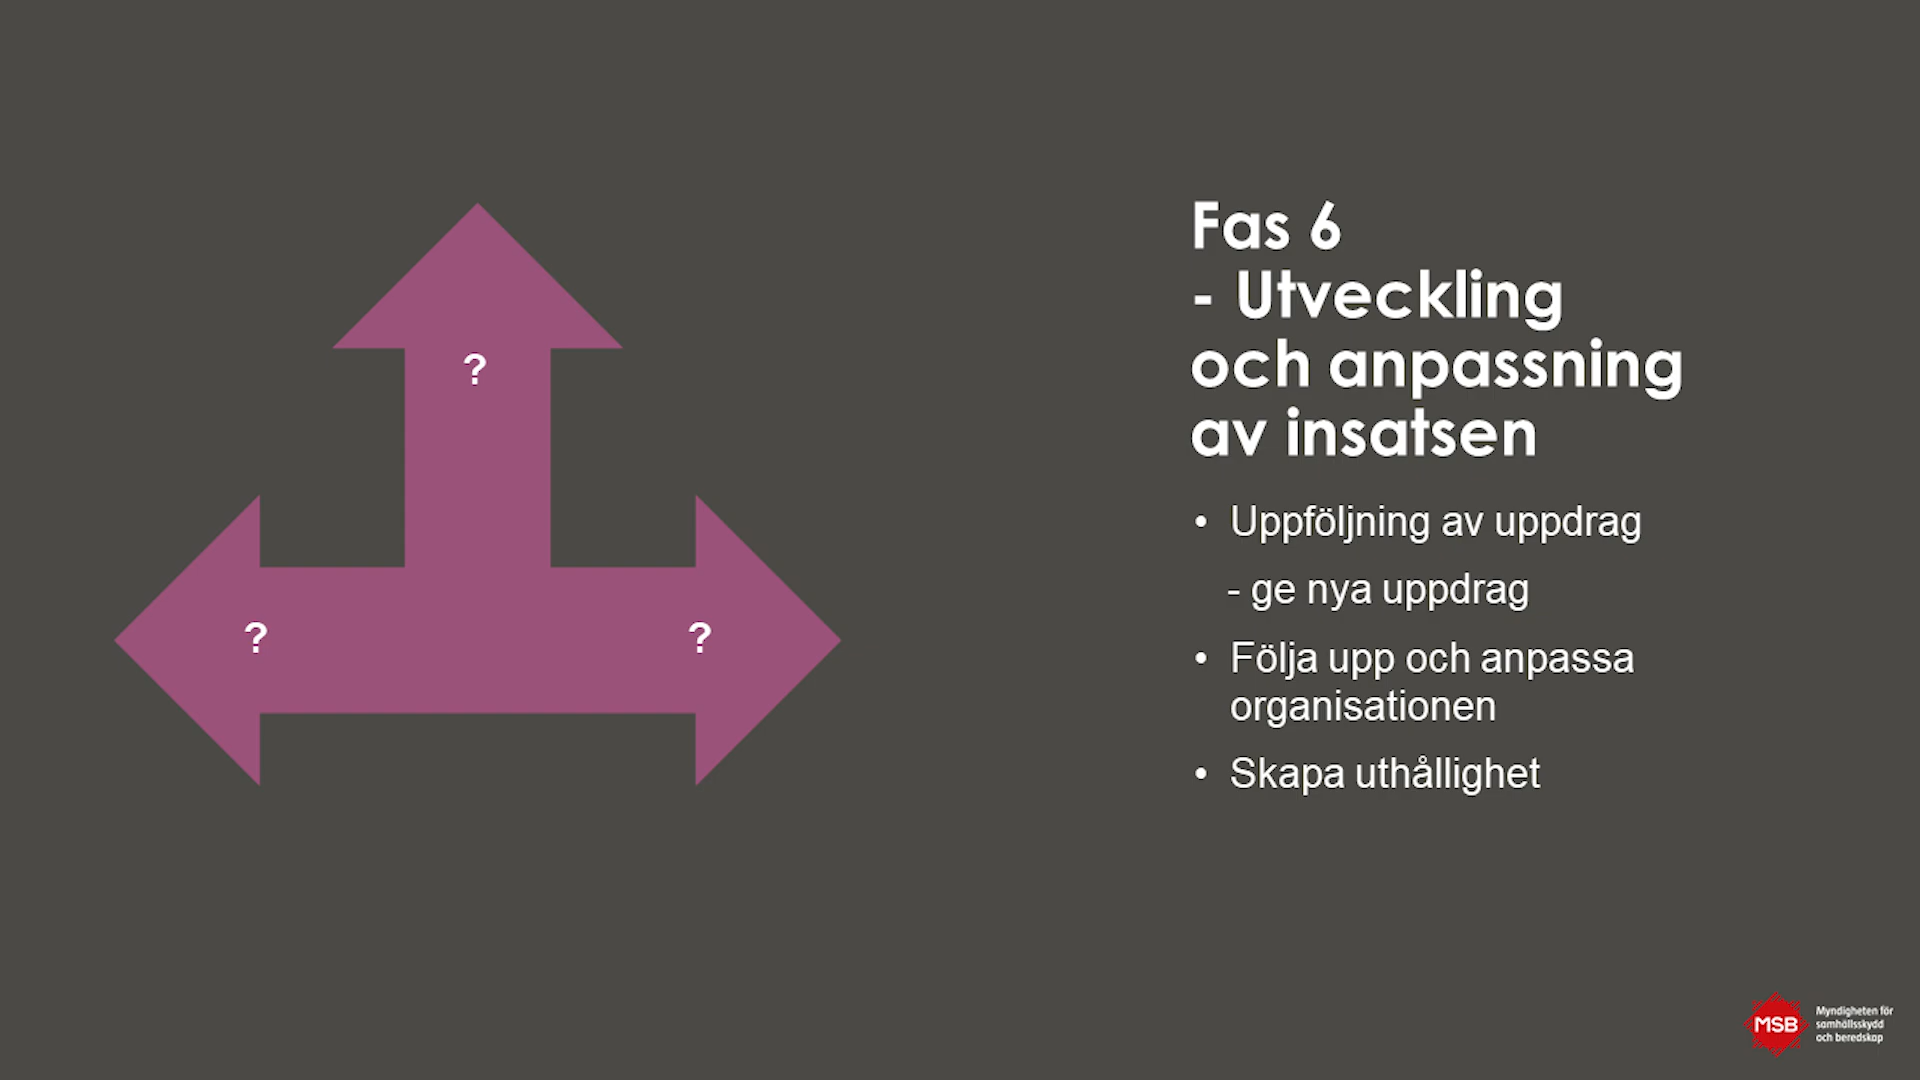 ?
?
?
Fas 6
- Utveckling
och anpassning
av insatsen
• Uppföljning av uppdrag
- ge nya uppdrag
• Följa upp och anpassa
organisationen
• Skapa uthållighet
MSB
Myndigheten för
samhällsskydd
och beredskap